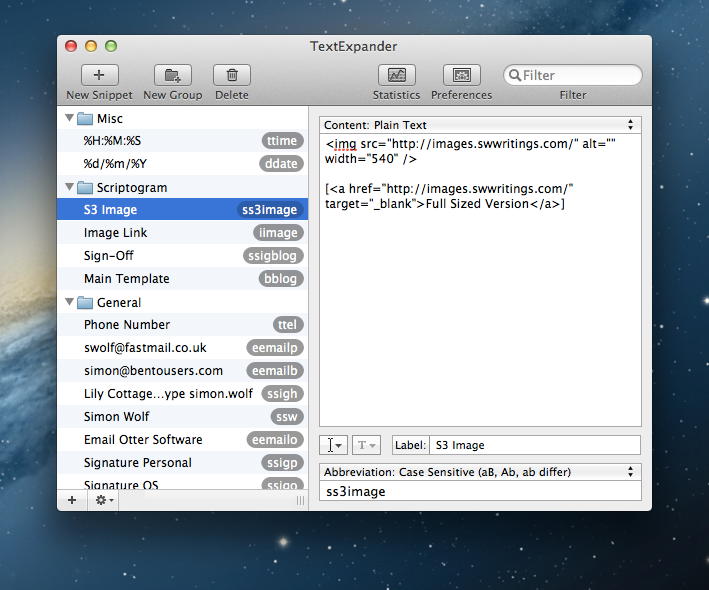 TextExpander
New Snippet
New Group
Delete
Statistics
Preferences
Filter
Filter
Misc
%H:%M:%S ttime
%d/%m/%Y ddate
Scriptogram
S3 Image ss3image
Image Link iimage
Sign-Off ssigblog
Main Template bblog
General
Phone Number ttel
swolf@fastmail.co.uk eemailp
simon@bentousers.com eemailb
Lily Cottage...ype simon.wolf ssigh
Simon Wolf ssw
Email Otter Software eemailo
Signature Personal ssigp
Signature OS ssigo
Content: Plain Text
<img src="http://images.swwritings.com/" alt=""
width="540" />
[<a href="http://images.swwritings.com/"
target="_blank">Full Sized Version</a>]
T
Label: S3 Image
Abbreviation: Case Sensitive (aB, Ab, ab differ)
ss3image